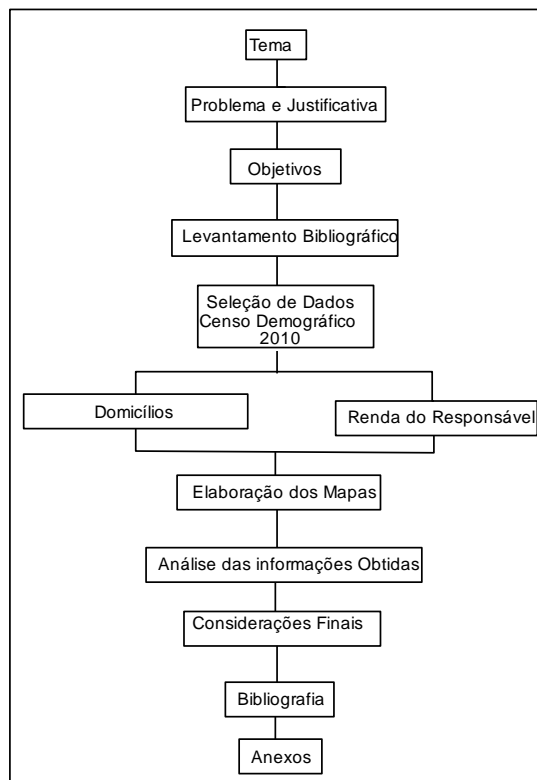 Tema
Problema e Justificativa
Objetivos
Levantamento Bibliográfico
Seleção de Dados
Censo Demográfico
2010
Domicílios
Renda do Responsável
Elaboração dos Mapas
Análise das informações Obtidas
Considerações Finais
Bibliografia
Anexos